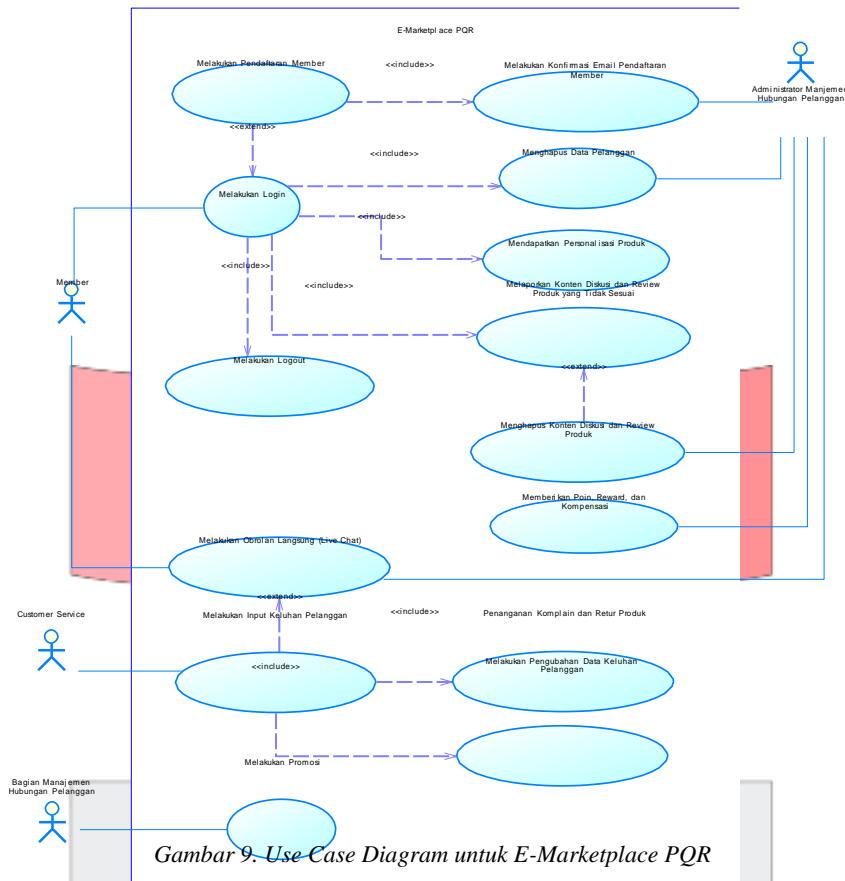 E-Marketplace PQR
Melakukan Pendaftaran Member
<<include>>
Melakukan Konfirmasi Email Pendaftaran
Member
Administrator Manjemen
Hubungan Pelanggan
<<extend>>
<<include>>
Menghapus Data Pelanggan
Melakukan Login
<<include>>
Mendapatkan Personalisasi Produk
<<include>>
Member
<<include>>
Melaporkan Konten Diskusi dan Review
Produk yang Tidak Sesuai
Melakukan Logout
<<extend>>
Menghapus Konten Diskusi dan Review
Produk
Memberikan Poin, Reward, dan
Kompensasi
Melakukan Obrolan Langsung (Live Chat)
<<extend>>
Customer Service
Melakukan Input Keluhan Pelanggan
<<include>>
Penanganan Komplain dan Retur Produk
<<include>>
Melakukan Pengubahan Data Keluhan
Pelanggan
Melakukan Promosi
Bagian Manajemen
Hubungan Pelanggan
Gambar 9. Use Case Diagram untuk E-Marketplace PQR